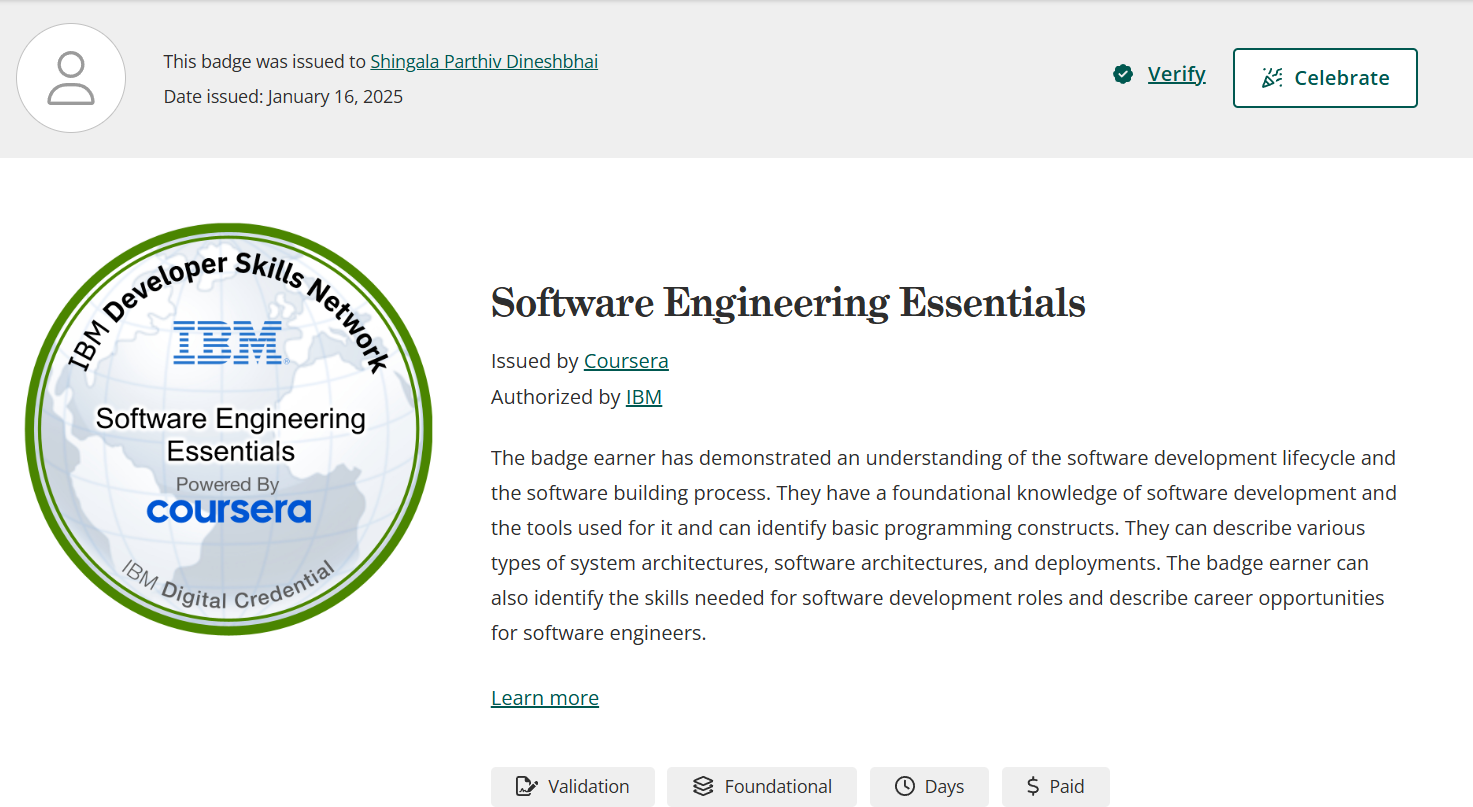 This badge was issued to Shingala Parthiv Dineshbhai
Date issued: January 16, 2025
Verify
Celebrate
IBM Developer Skills Network
IBM
Software Engineering
Essentials
Powered By
coursera
IBM Digital Credential
Software Engineering Essentials
Issued by Coursera
Authorized by IBM
The badge earner has demonstrated an understanding of the software development lifecycle and
the software building process. They have a foundational knowledge of software development and
the tools used for it and can identify basic programming constructs. They can describe various
types of system architectures, software architectures, and deployments. The badge earner can
also identify the skills needed for software development roles and describe career opportunities
for software engineers.
Learn more
Validation
Foundational
Days
$ Paid